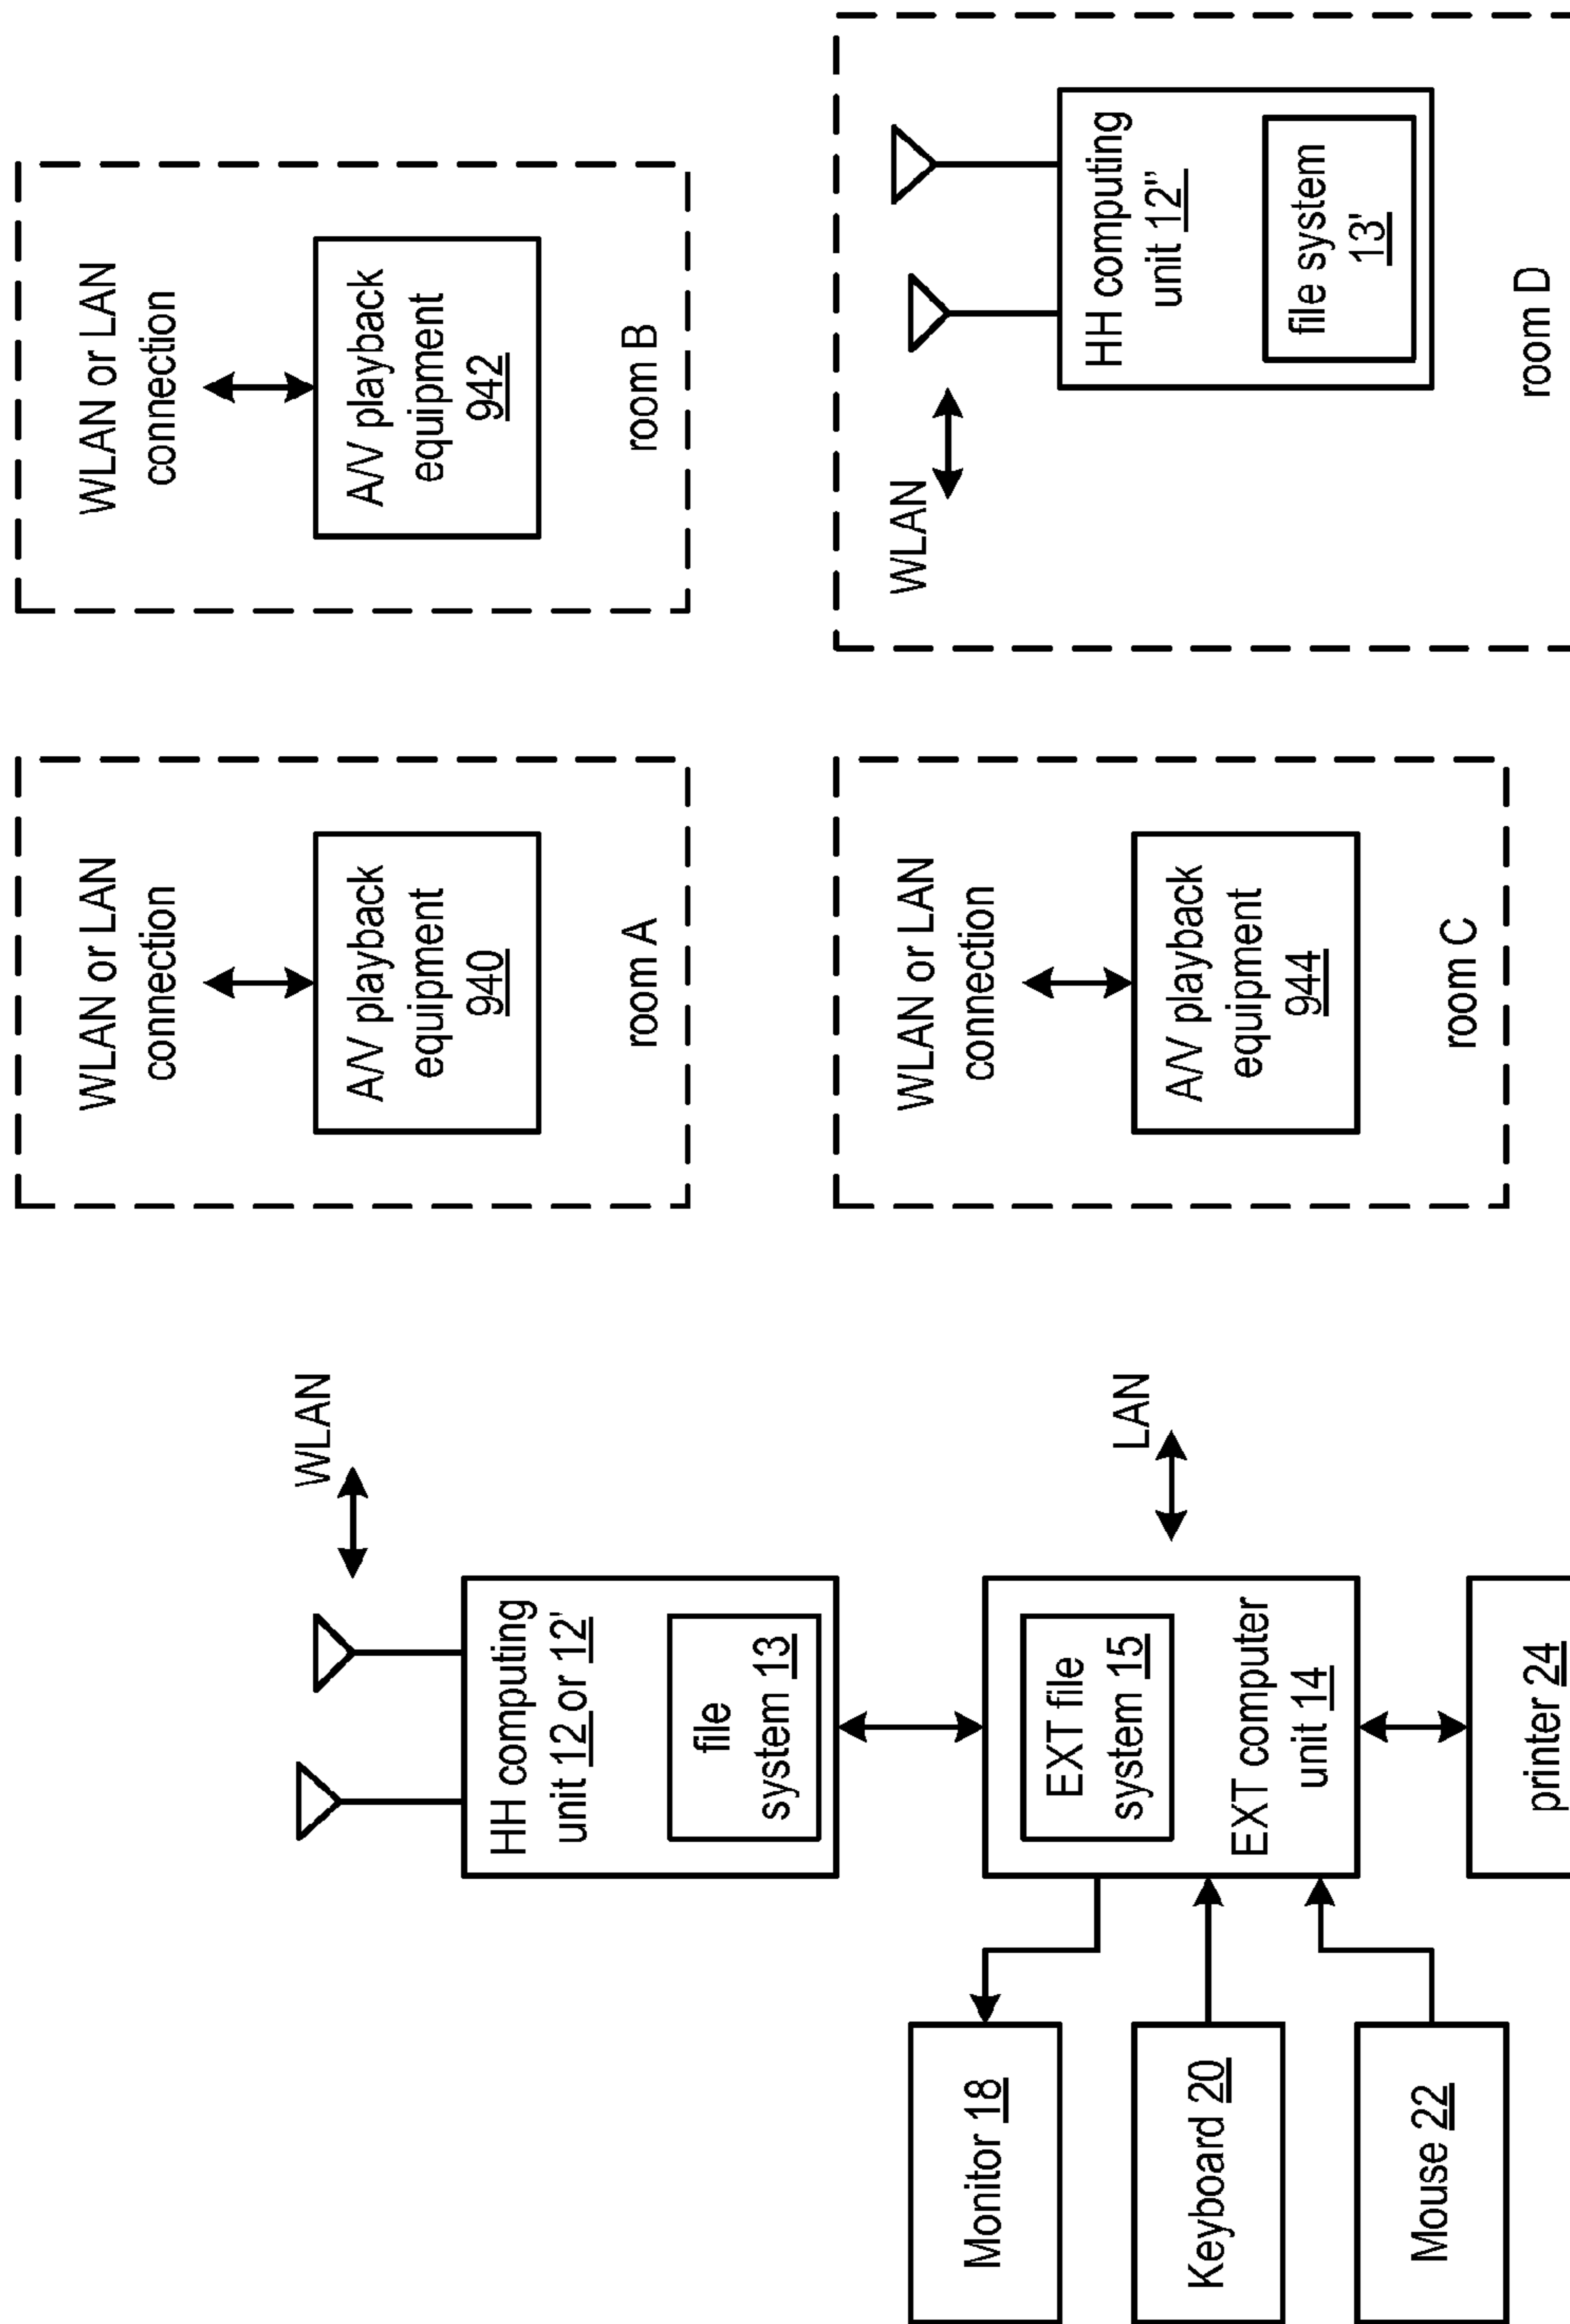 WLAN
HH computing
unit 12 or 12'
file
system 13
EXT file
system 15
EXT computer
unit 14
LAN
Monitor 18
Keyboard 20
Mouse 22
printer 24
WLAN or LAN
connection
A/V playback
equipment
940
room A
WLAN or LAN
connection
A/V playback
equipment
942
room B
WLAN or LAN
connection
A/V playback
equipment
944
room C
WLAN
HH computing
unit 12"
file system
13'
room D